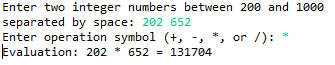 Enter two integer numbers between 200 and 1000
separated by space: 202 652
Enter operation symbol (+, -, *, or /): *
Evaluation: 202 * 652 = 131704